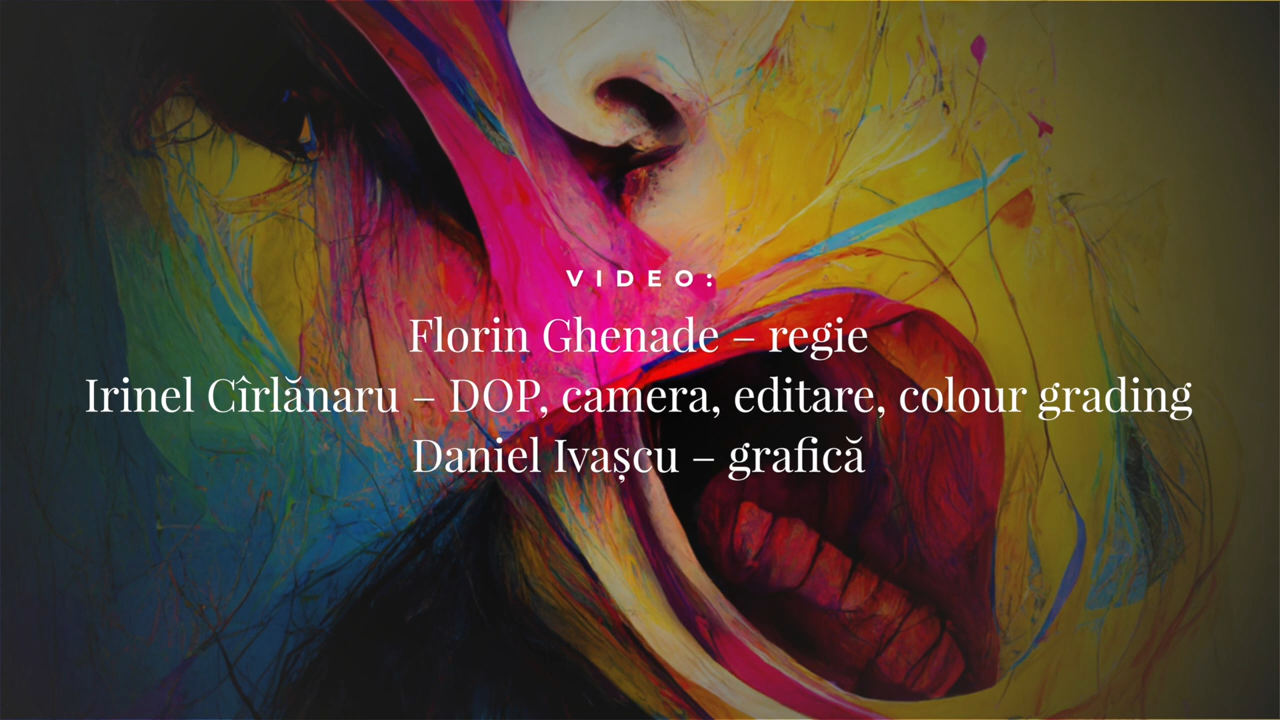 VIDEO:
Florin Ghenade – regie
Irinel Cîrlănaru – DOP, camera, editare, colour grading
Daniel Ivașcu – grafică